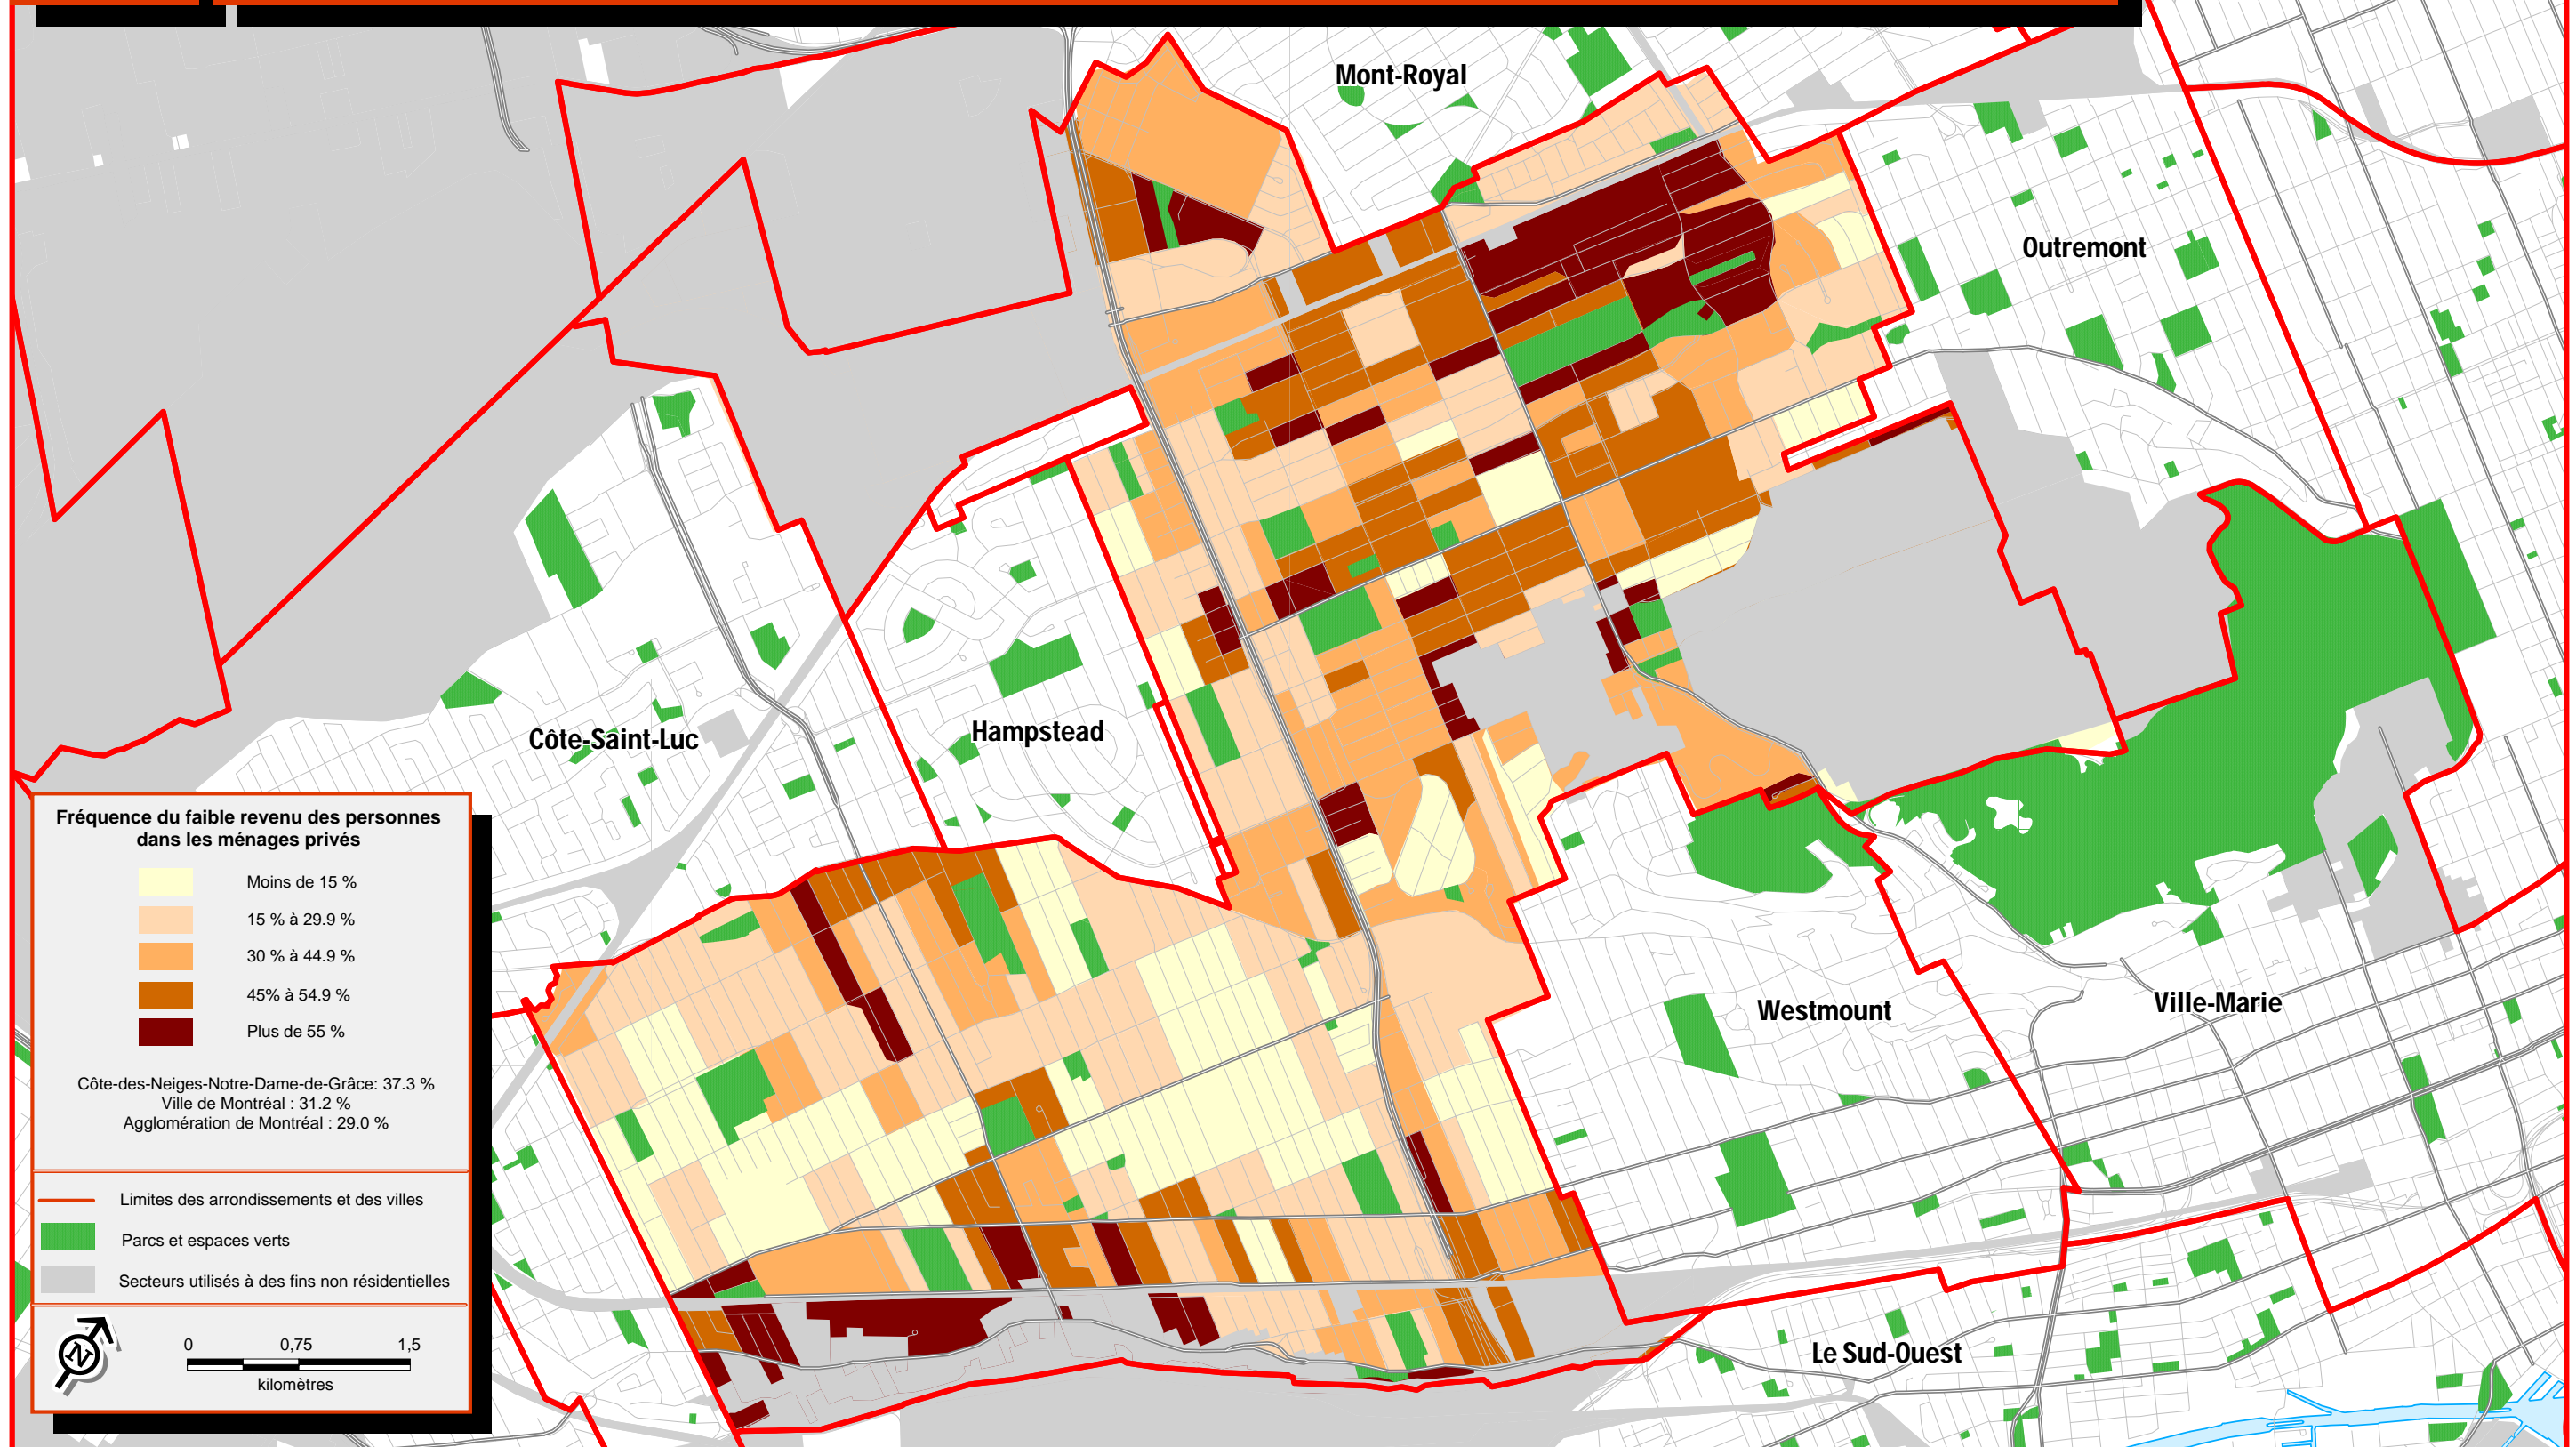 Mont-Royal
Outremont
Côte-Saint-Luc
Hampstead
Westmount
Ville-Marie
Le Sud-Ouest
Fréquence du faible revenu des personnes
dans les ménages privés
Moins de 15 %
15 % à 29.9 %
30 % à 44.9 %
45% à 54.9 %
Plus de 55 %
Côte-des-Neiges-Notre-Dame-de-Grâce: 37.3 %
Ville de Montréal : 31.2 %
Agglomération de Montréal : 29.0 %
Limites des arrondissements et des villes
Parcs et espaces verts
Secteurs utilisés à des fins non résidentielles
N
0 0,75 1,5
kilomètres